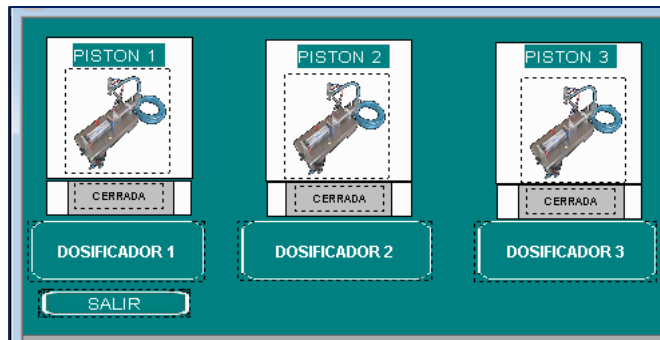 PISTON 1
PISTON 2
PISTON 3
CERRADA
CERRADA
CERRADA
DOSIFICADOR 1
DOSIFICADOR 2
DOSIFICADOR 3
SALIR